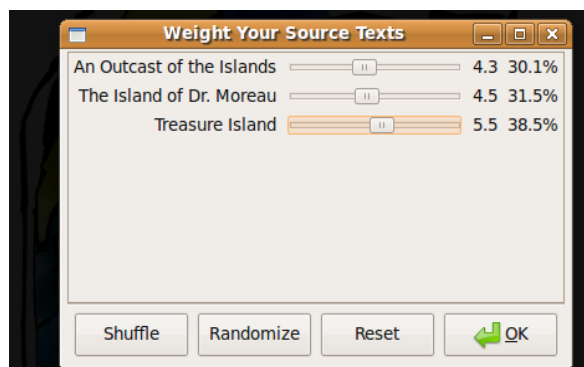 Weight Your Source Texts
An Outcast of the Islands 4.3 30.1%
The Island of Dr. Moreau 4.5 31.5%
Treasure Island 5.5 38.5%
Shuffle Randomize Reset OK